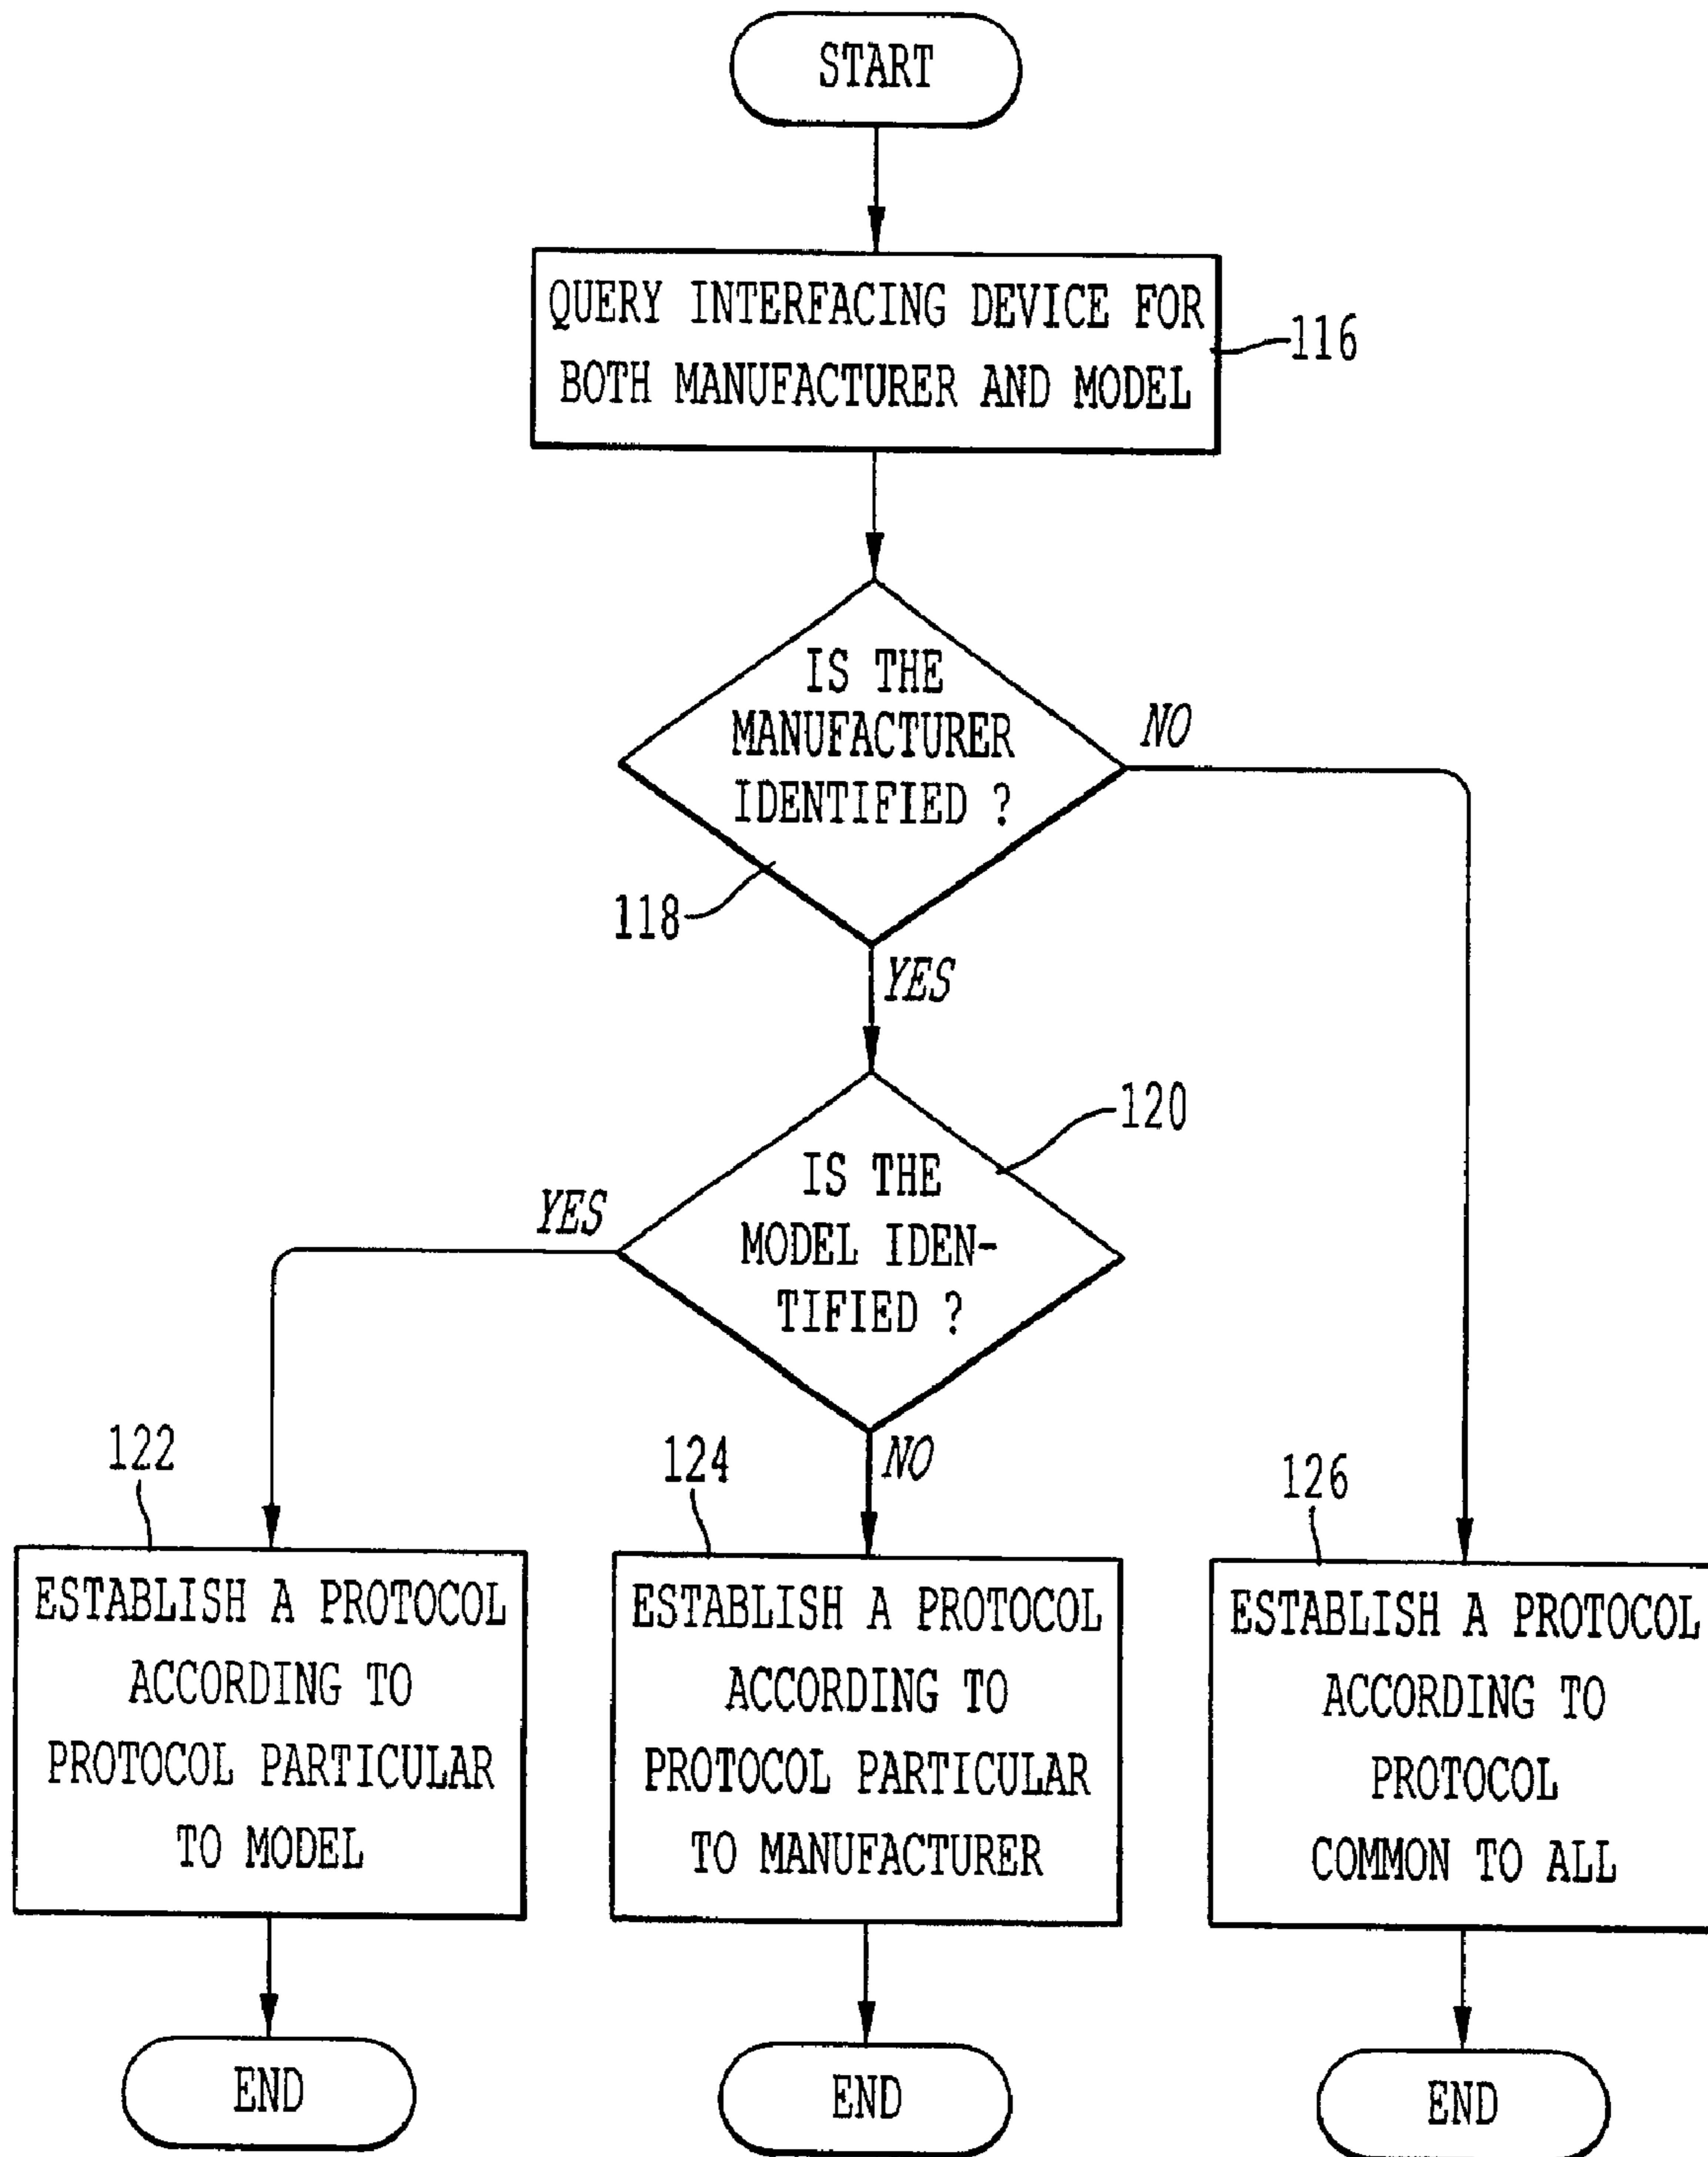 START
QUERY INTERFACING DEVICE FOR
BOTH MANUFACTURER AND MODEL
116
IS THE
MANUFACTURER
IDENTIFIED ?
NO
118
YES
120
IS THE
MODEL IDEN-
TIFIED ?
YES
NO
122
ESTABLISH A PROTOCOL
ACCORDING TO
PROTOCOL PARTICULAR
TO MODEL
124
ESTABLISH A PROTOCOL
ACCORDING TO
PROTOCOL PARTICULAR
TO MANUFACTURER
126
ESTABLISH A PROTOCOL
ACCORDING TO
PROTOCOL
COMMON TO ALL
END
END
END